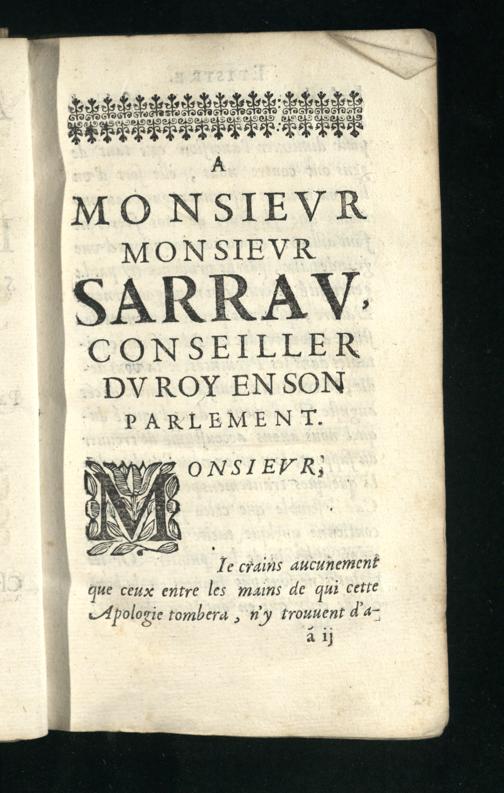 A
MONSIEVR
MONSIEVR
SARRAV,
CONSEILLER
DV ROY EN SON
PARLEMENT.
MONSIEVR,
Ie crains aucunement
que ceux entre les mains de qui cette
Apologie tombera, n'y trouuent d'a-
ã ij